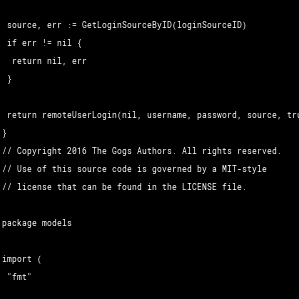 source, err := GetLoginSourceByID(loginSourceID)
if err != nil {
return nil, err
}
return remoteUserLogin(nil, username, password, source, tru
}
// Copyright 2016 The Gogs Authors. All rights reserved.
// Use of this source code is governed by a MIT-style
// license that can be found in the LICENSE file.
package models
import (
"fmt"